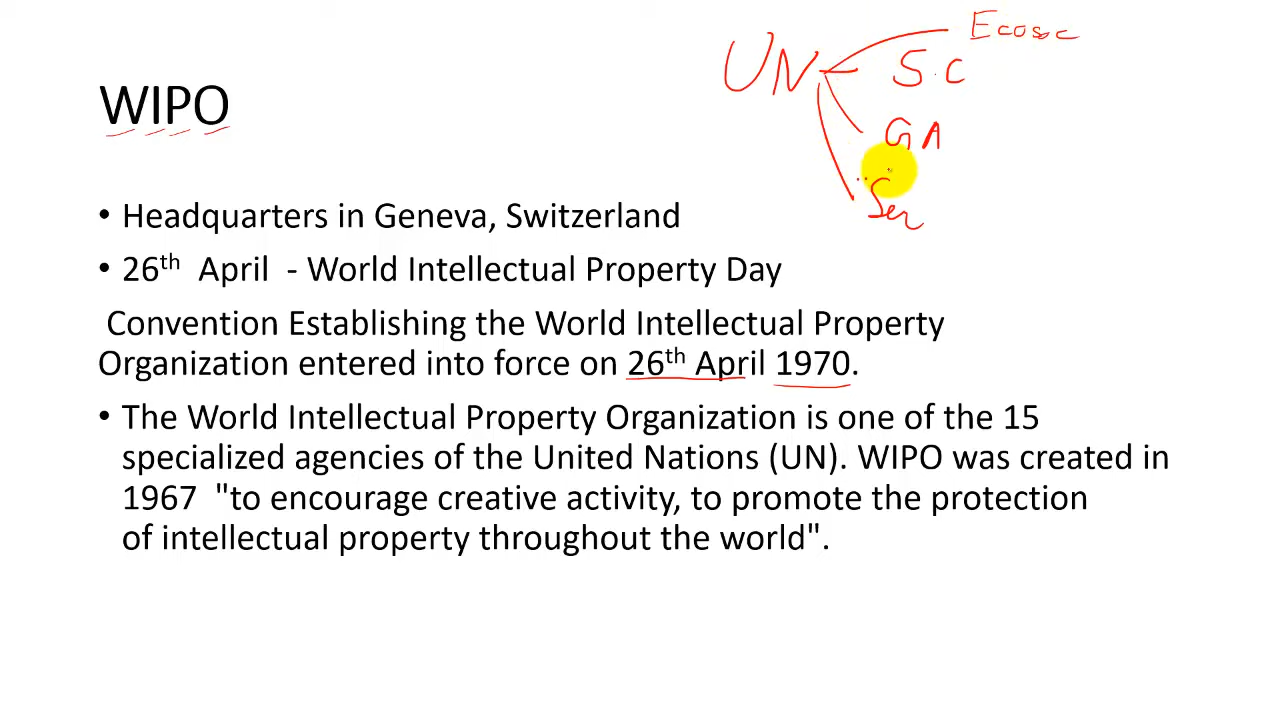 UN
Ecosoc
S.C
GA
Ser
WIPO
• Headquarters in Geneva, Switzerland
• 26th April - World Intellectual Property Day
Convention Establishing the World Intellectual Property
Organization entered into force on 26th April 1970.
• The World Intellectual Property Organization is one of the 15
specialized agencies of the United Nations (UN). WIPO was created in
1967 "to encourage creative activity, to promote the protection
of intellectual property throughout the world".